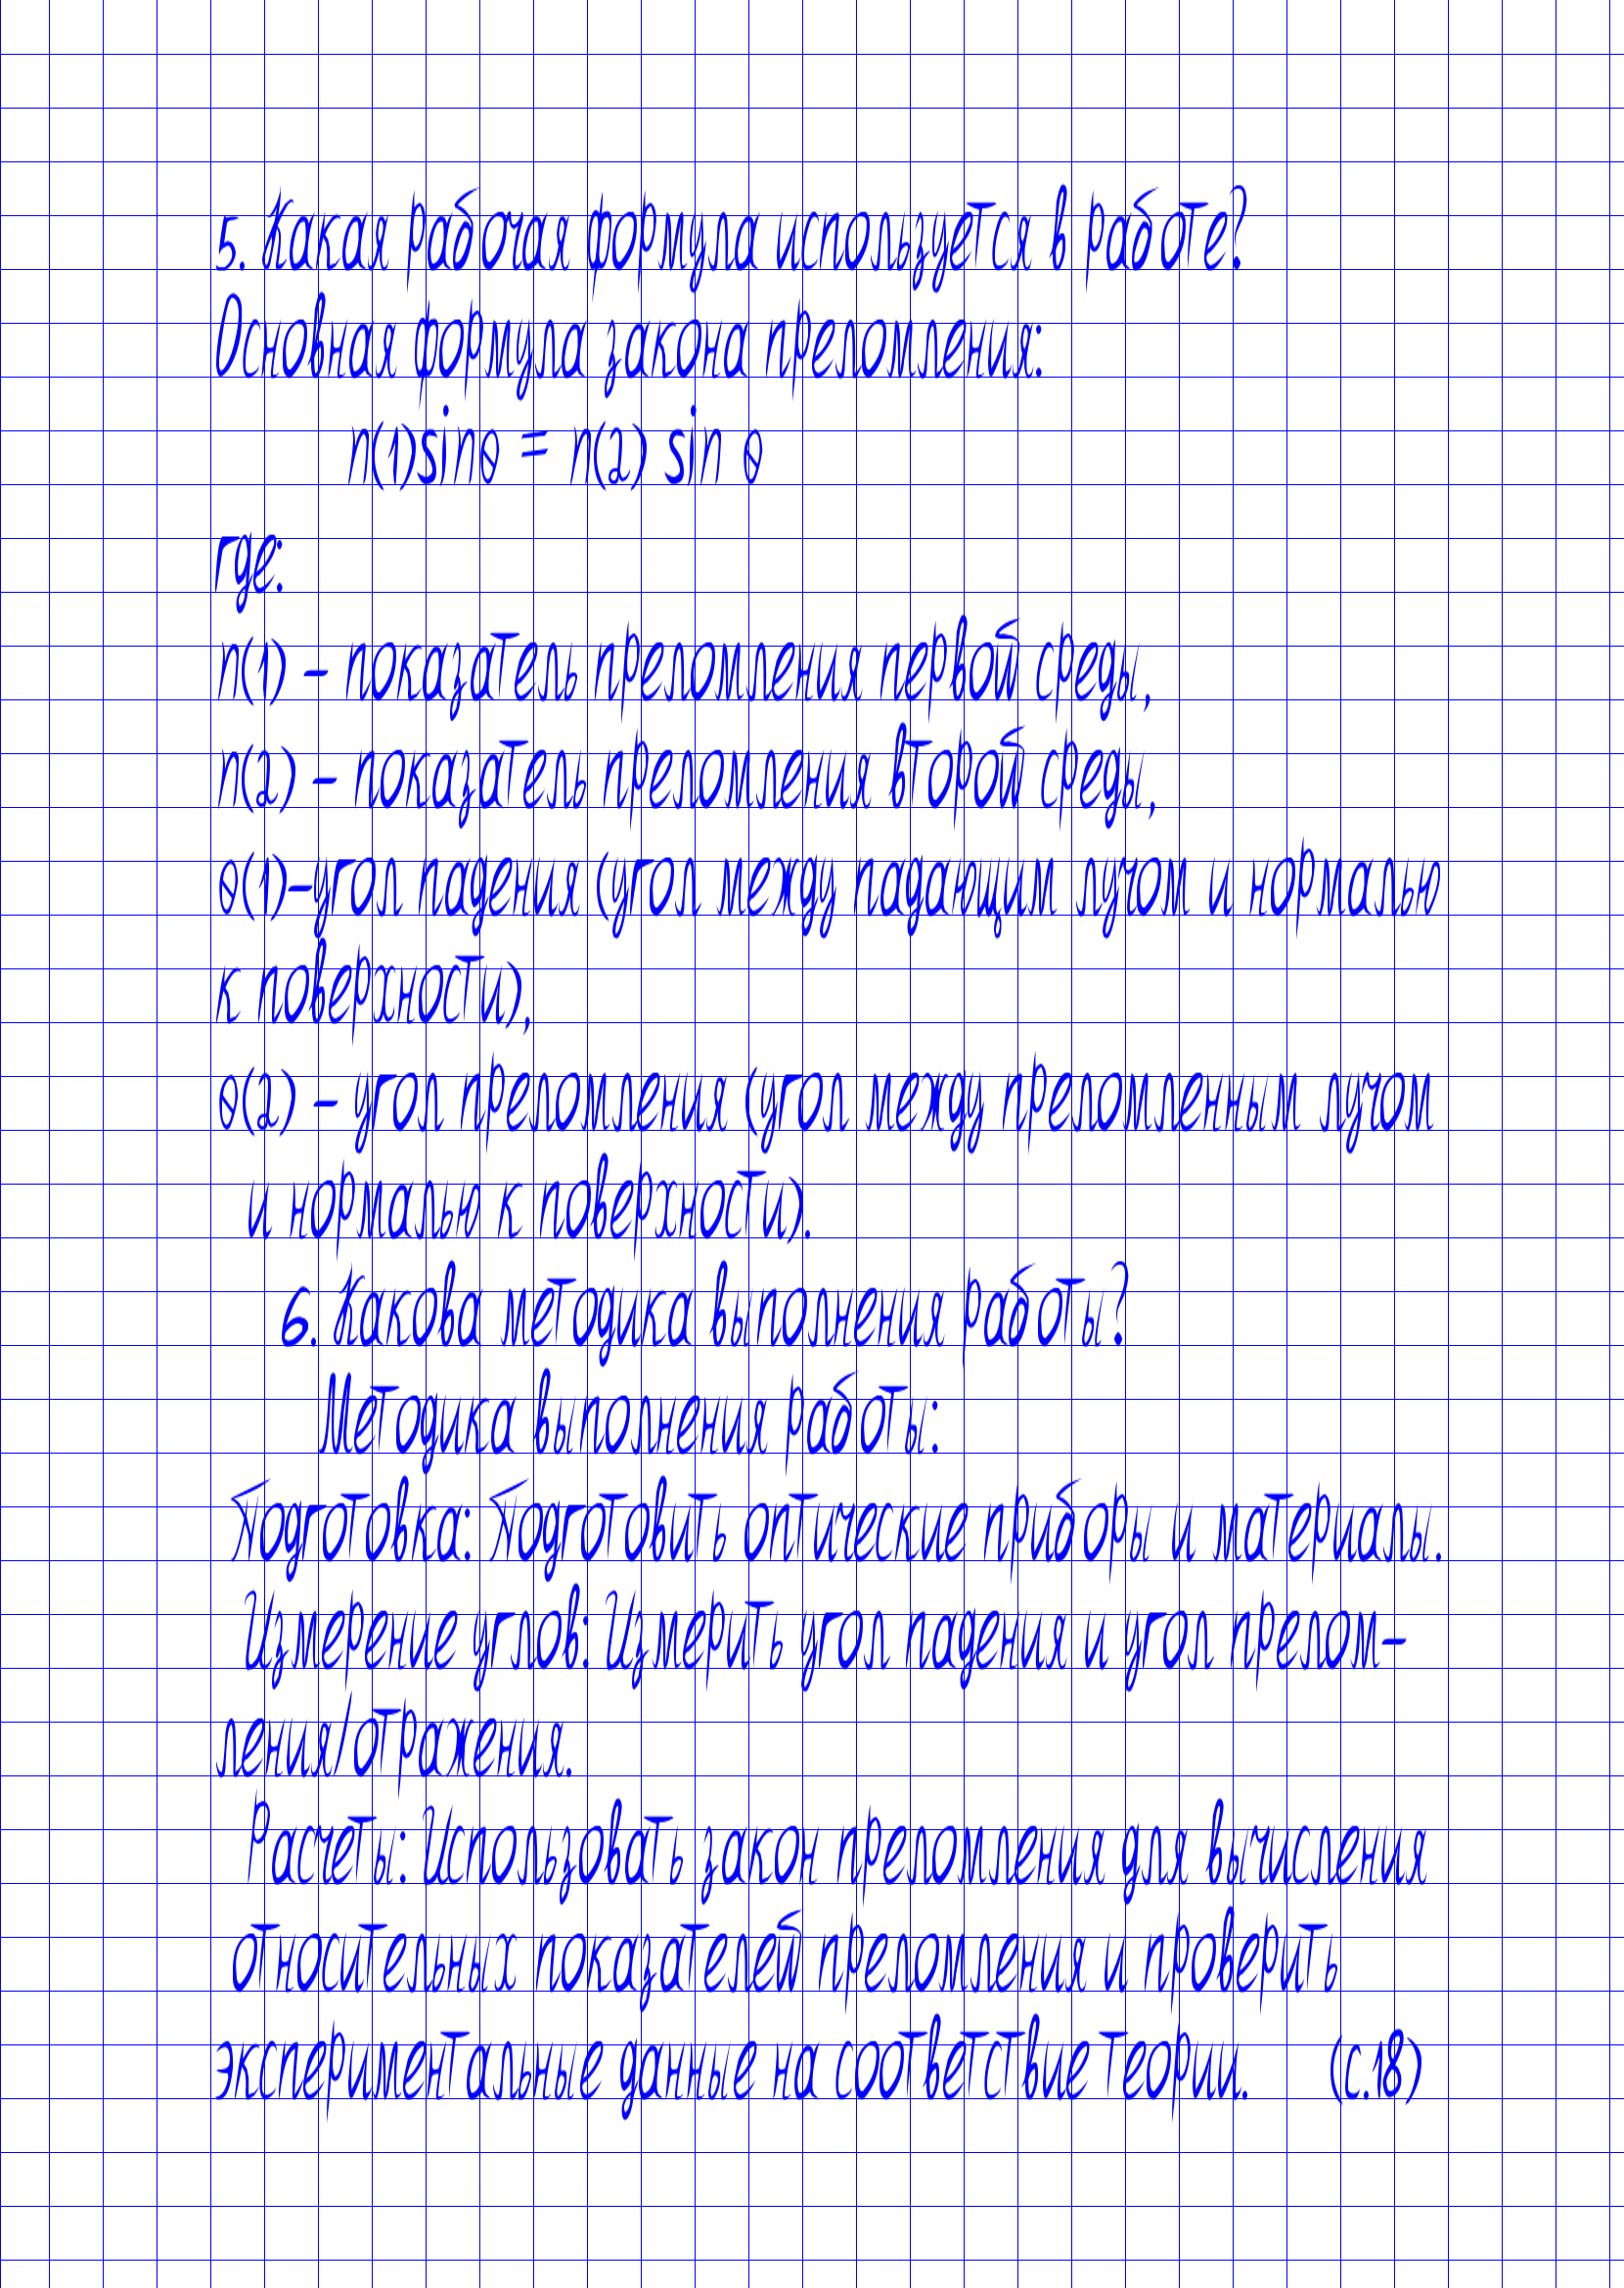 5. Какая рабочая формула используется в работе?
Основная формула закона преломления:
n(1)sinθ = n(2) sin θ
где:
n(1) – показатель преломления первой среды,
n(2) – показатель преломления второй среды,
θ(1)–угол падения (угол между падающим лучом и нормалью
к поверхности),
θ(2) – угол преломления (угол между преломленным лучом
и нормалью к поверхности).
6. Какова методика выполнения работы?
Методика выполнения работы:
Подготовка: Подготовить оптические приборы и материалы.
Измерение углов: Измерить угол падения и угол прелом–
ления/отражения.
Расчеты: Использовать закон преломления для вычисления
относительных показателей преломления и проверить
экспериментальные данные на соответствие теории. (с.18)